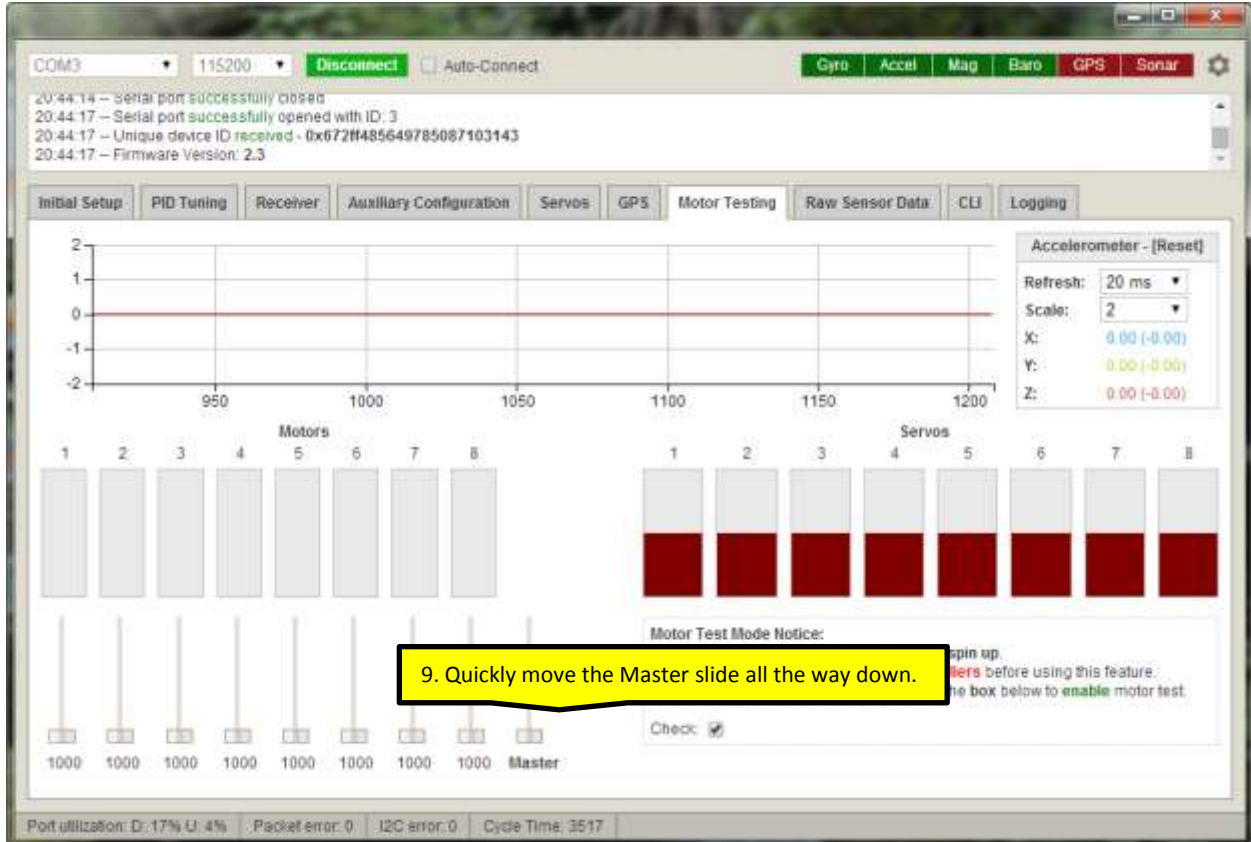 COM3 115200 Disconnect Auto-Connect Gyro Accel Mag Baro GPS Sonar
20:44:14 -- Serial port successfully closed
20:44:17 -- Serial port successfully opened with ID: 3
20:44:17 -- Unique device ID received - 0x672ff485649785087103143
20:44:17 -- Firmware Version: 2.3
Initial Setup PID Tuning Receiver Auxiliary Configuration Servos GPS Motor Testing Raw Sensor Data CLI Logging
2
1
0
-1
-2
950 1000 1050 1100 1150 1200
Accelerometer - [Reset]
Refresh: 20 ms
Scale: 2
X: 0.00 (-0.00)
Y: 0.00 (-0.00)
Z: 0.00 (-0.00)
Motors
1 2 3 4 5 6 7 8
Servos
1 2 3 4 5 6 7 8
Motor Test Mode Notice:
spin up.
llers before using this feature.
he box below to enable motor test.
Check:
9. Quickly move the Master slide all the way down.
1000 1000 1000 1000 1000 1000 1000 1000 Master
Port utilization: D: 17% U: 4% Packet error: 0 I2C error: 0 Cycle Time: 3517